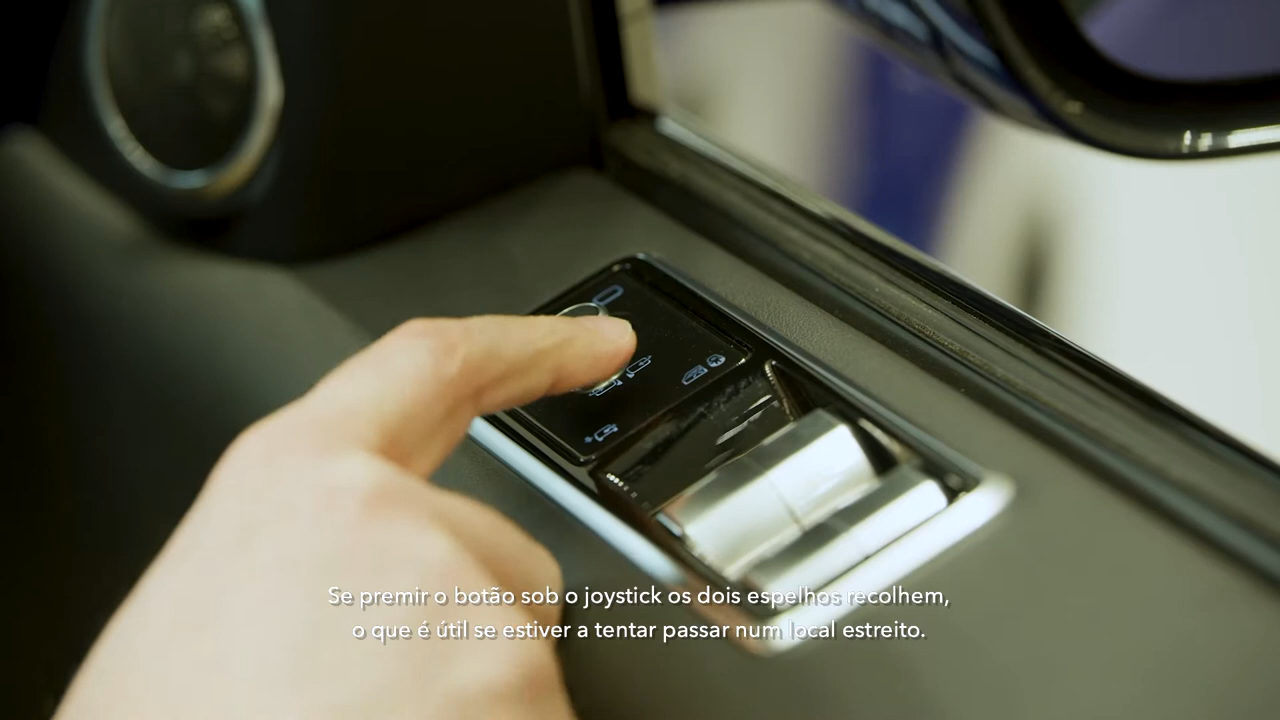 Se premir o botão sob o joystick os dois espelhos recolhem,
o que é útil se estiver a tentar passar num local estreito.